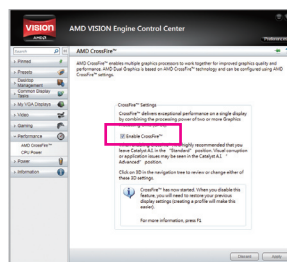 VISION
AMD
AMD VISION Engine Control Center
Preferences
Search
AMD CrossFire™
Pinned
Presets
Desktop Management
Common Display Tasks
My VGA Displays
Video
Gaming
Performance
AMD CrossFire™
CPU Power
Power
Information
AMD CrossFire™ enables multiple graphics processors to work together for improved graphics quality and
performance. AMD Dual Graphics is based on AMD CrossFire™ technology and can be configured using AMD
CrossFire™ settings.
CrossFire™ Settings
CrossFire™ delivers exceptional performance on a single display
by combining the processing power of two or more Graphics
Enable CrossFire™
highly recommended that you
leave Catalyst A.I. in the "Standard" position. Visual corruption
or application issues may be seen in the Catalyst A.I. "
Advanced" position.
Click on 3D in the navigation tree to review or change either of
these 3D settings.
CrossFire™ has now started. When you disable this
feature, you will need to restore your previous
display settings (creating a profile will make this
easier).
For more information, press F1.
Discard
Apply